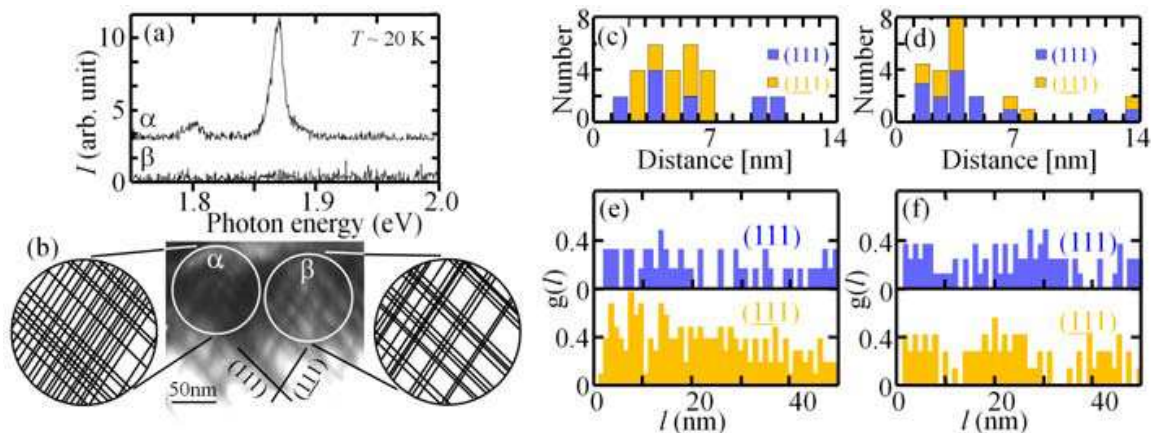 (a)
T ~ 20 K
I (arb. unit)
10
5
0
α
β
1.8
1.9
2.0
Photon energy (eV)
(b)
α
β
50nm
(111)
(111)
(c)
Number
8
4
0
(111)
(111)
0
7
14
Distance [nm]
(d)
Number
8
4
0
(111)
(111)
0
7
14
Distance [nm]
(e)
g(l)
0.4
0.4
0
(111)
(111)
0
20
40
l (nm)
(f)
g(l)
0.4
0.4
0
(111)
(111)
0
20
40
l (nm)